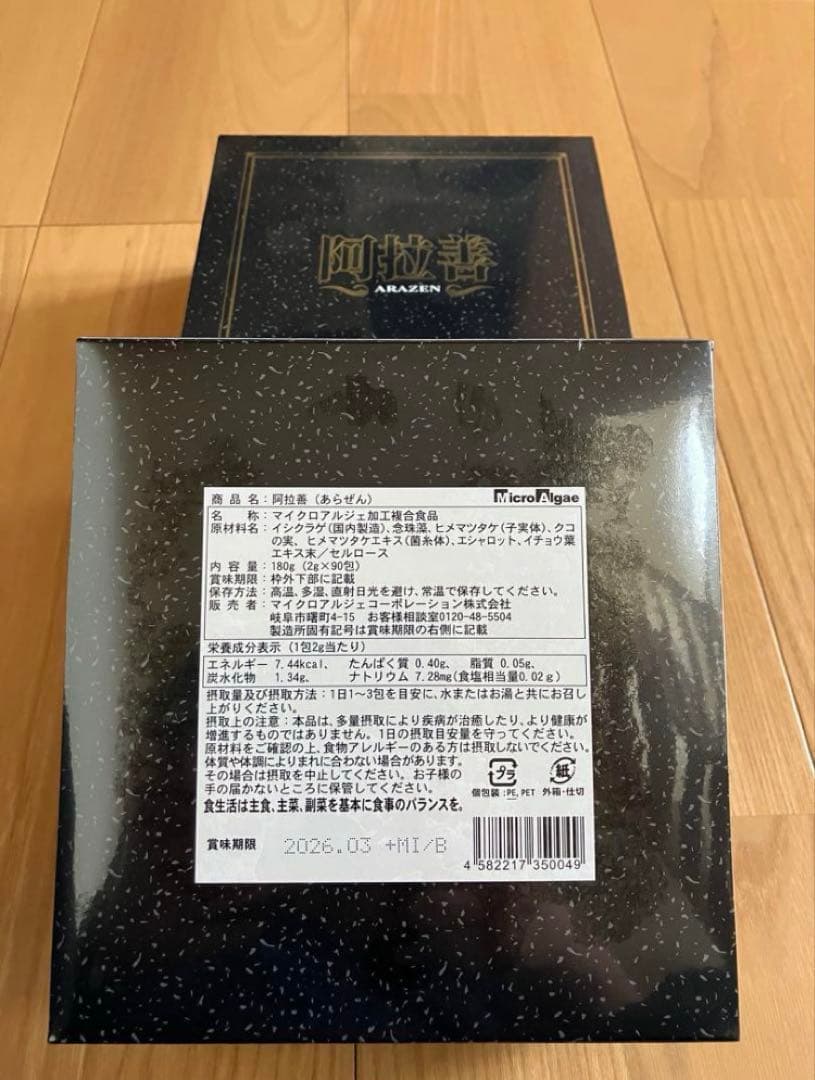 阿拉善
ARAZEN
商品名：阿拉善（あらぜん）
Micro Algae
名称：マイクロアルジェ加工複合食品
原材料名：イシクラゲ（国内製造）、念珠藻、ヒメマツタケ（子実体）、クコ
の実、ヒメマツタケエキス（菌糸体）、エシャロット、イチョウ葉
エキス末／セルロース
内容量：180g（2g×90包）
賞味期限：枠外下部に記載
保存方法：高温、多湿、直射日光を避け、常温で保存してください。
販売者：マイクロアルジェコーポレーション株式会社
岐阜市曙町4-15 お客様相談室0120-48-5504
製造所固有記号は賞味期限の右側に記載
栄養成分表示（1包2g当たり）
エネルギー 7.44kcal、 たんぱく質 0.40g、 脂質 0.05g、
炭水化物 1.34g、 ナトリウム 7.28mg（食塩相当量0.02g）
摂取量及び摂取方法：1日1～3包を目安に、水またはお湯と共にお召し
上がりください。
摂取上の注意：本品は、多量摂取により疾病が治癒したり、より健康が
増進するものではありません。1日の摂取目安量を守ってください。
原材料をご確認の上、食物アレルギーのある方は摂取しないでください。
体質や体調によりまれに合わない場合があります。
その場合は摂取を中止してください。お子様の
手の届かないところに保管してください。
プラ
紙
個包装：PE, PET 外箱・仕切
食生活は主食、主菜、副菜を基本に食事のバランスを。
賞味期限 2026.03 +MI/B
4 582217 350049